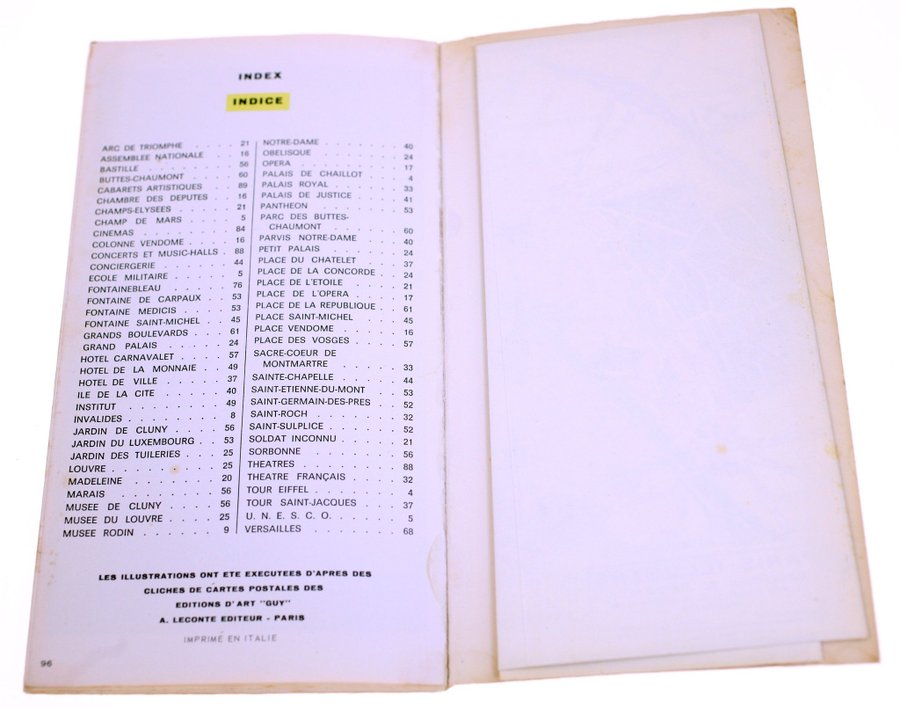 INDEX
INDICE
ARC DE TRIOMPHE . . . . 21
ASSEMBLEE NATIONALE . . 16
BASTILLE . . . . . . . 56
BUTTES-CHAUMONT . . . . 60
CABARETS ARTISTIQUES . . 89
CHAMBRE DES DEPUTES . . 16
CHAMPS-ELYSEES . . . . . 21
CHAMP DE MARS . . . . . 5
CINEMAS . . . . . . . . 84
COLONNE VENDOME . . . . . 16
CONCERTS ET MUSIC-HALLS . 88
CONCIERGERIE . . . . . . 44
ECOLE MILITAIRE . . . . . 5
FONTAINEBLEAU . . . . . 76
FONTAINE DE CARPAUX . . 53
FONTAINE MEDICIS . . . . 53
FONTAINE SAINT-MICHEL . . 45
GRANDS BOULEVARDS . . . 61
GRAND PALAIS . . . . . 24
HOTEL CARNAVALET . . . . 57
HOTEL DE LA MONNAIE . . 49
HOTEL DE VILLE . . . . . 37
ILE DE LA CITE . . . . . 40
INSTITUT . . . . . . . 49
INVALIDES . . . . . . . . 8
JARDIN DE CLUNY . . . . 56
JARDIN DU LUXEMBOURG . . 53
JARDIN DES TUILERIES . . 25
LOUVRE . . . . . . . . . 25
MADELEINE . . . . . . . 20
MARAIS . . . . . . . . 56
MUSEE DE CLUNY . . . . . 56
MUSEE DU LOUVRE . . . . 25
MUSEE RODIN . . . . . . 9
NOTRE-DAME . . . . . . 40
OBELISQUE . . . . . . . 24
OPERA . . . . . . . . . 17
PALAIS DE CHAILLOT . . . 4
PALAIS ROYAL . . . . . . 33
PALAIS DE JUSTICE . . . . 41
PANTHEON . . . . . . . 53
PARC DES BUTTES-
CHAUMONT . . . . . . 60
PARVIS NOTRE-DAME . . . 40
PETIT PALAIS . . . . . . 24
PLACE DU CHATELET . . . 37
PLACE DE LA CONCORDE . . 24
PLACE DE L'ETOILE . . . . 21
PLACE DE L'OPERA . . . . 17
PLACE DE LA REPUBLIQUE . . 61
PLACE SAINT-MICHEL . . . 45
PLACE VENDOME . . . . . 16
PLACE DES VOSGES . . . . 57
SACRE-COEUR DE
MONTMARTRE . . . . . 33
SAINTE-CHAPELLE . . . . . 44
SAINT-ETIENNE-DU-MONT . . 53
SAINT-GERMAIN-DES-PRES . . 52
SAINT-ROCH . . . . . . . 32
SAINT-SULPICE . . . . . . 52
SOLDAT INCONNU . . . . . 21
SORBONNE . . . . . . . 56
THEATRES . . . . . . . 88
THEATRE FRANÇAIS . . . . 32
TOUR EIFFEL . . . . . . . 4
TOUR SAINT-JACQUES . . . 37
U. N. E. S. C. O. . . . . . . 5
VERSAILLES . . . . . . . 68
LES ILLUSTRATIONS ONT ETE EXECUTEES D'APRES DES
CLICHES DE CARTES POSTALES DES
EDITIONS D'ART "GUY"
A. LECONTE EDITEUR - PARIS
IMPRIMÉ EN ITALIE
96